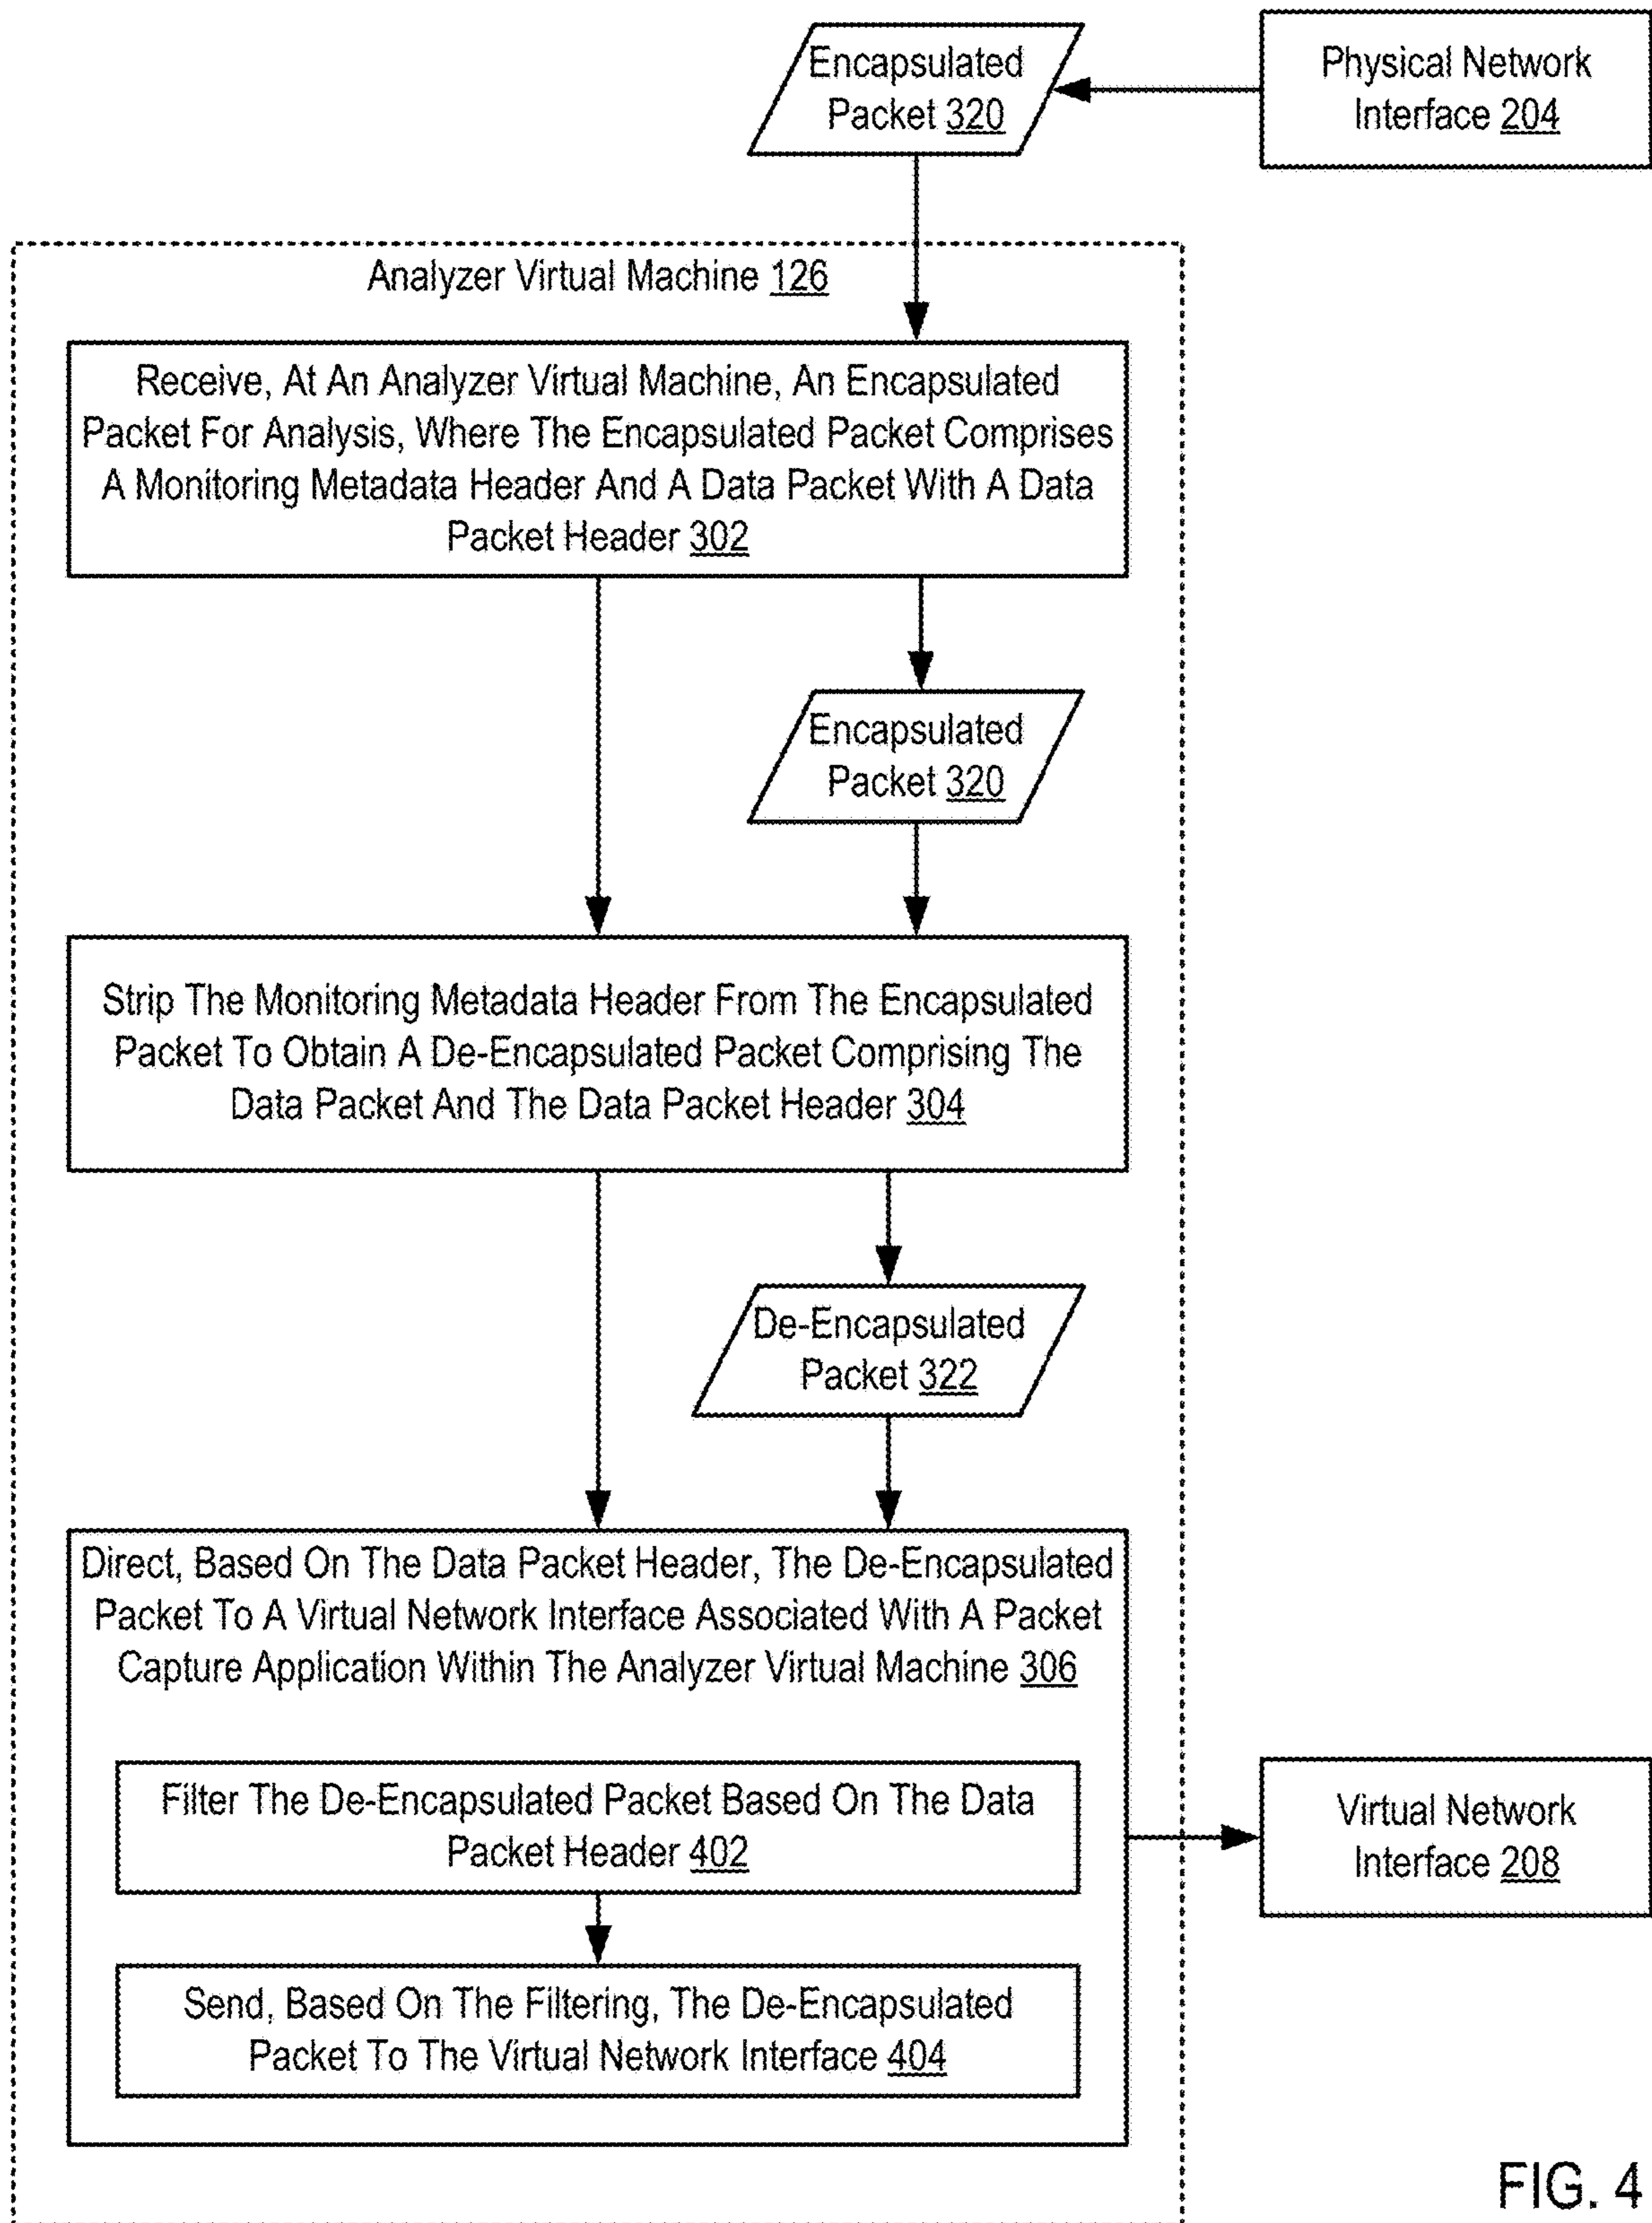 Encapsulated
Packet 320
Physical Network
Interface 204
Analyzer Virtual Machine 126
Receive, At An Analyzer Virtual Machine, An Encapsulated
Packet For Analysis, Where The Encapsulated Packet Comprises
A Monitoring Metadata Header And A Data Packet With A Data
Packet Header 302
Encapsulated
Packet 320
Strip The Monitoring Metadata Header From The Encapsulated
Packet To Obtain A De-Encapsulated Packet Comprising The
Data Packet And The Data Packet Header 304
De-Encapsulated
Packet 322
Direct, Based On The Data Packet Header, The De-Encapsulated
Packet To A Virtual Network Interface Associated With A Packet
Capture Application Within The Analyzer Virtual Machine 306
Filter The De-Encapsulated Packet Based On The Data
Packet Header 402
Virtual Network
Interface 208
Send, Based On The Filtering, The De-Encapsulated
Packet To The Virtual Network Interface 404
FIG. 4